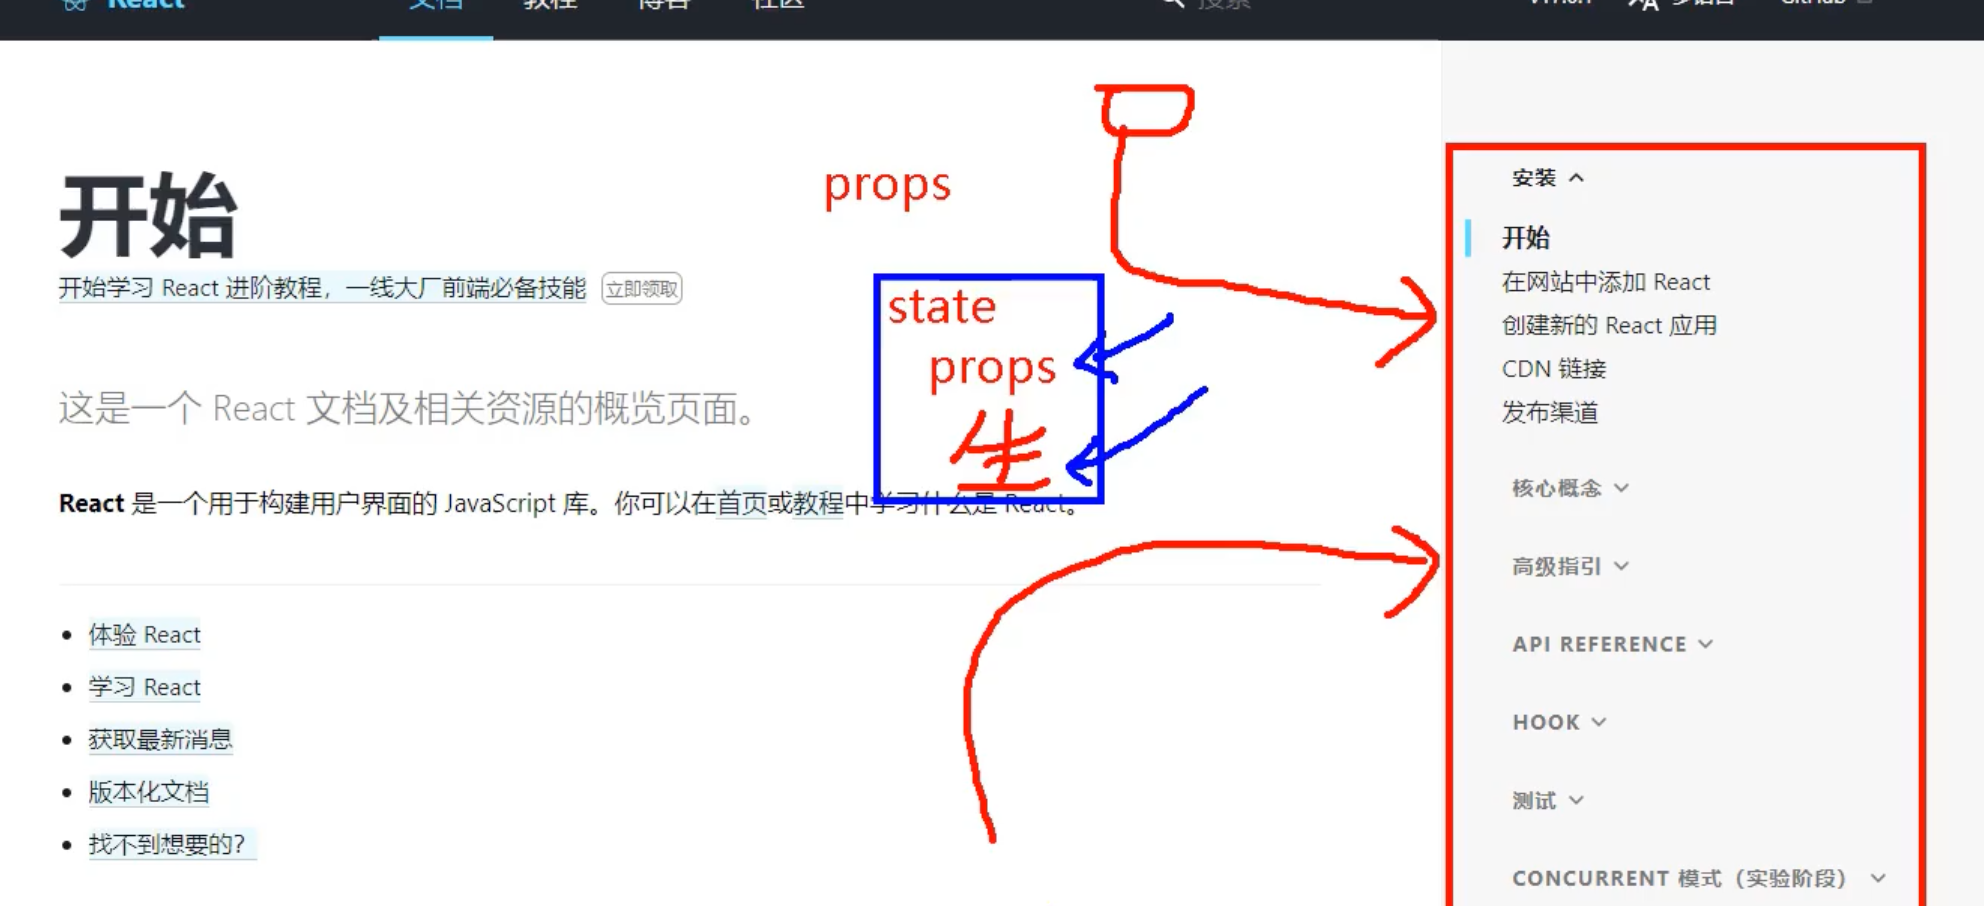 React 文档 教程 博客 社区 搜索 多语言 GitHub
props
开始
开始学习 React 进阶教程，一线大厂前端必备技能 立即领取
state
props
生
这是一个 React 文档及相关资源的概览页面。
React 是一个用于构建用户界面的 JavaScript 库。你可以在首页或教程中学习什么是 React。
体验 React
学习 React
获取最新消息
版本化文档
找不到想要的？
安装
开始
在网站中添加 React
创建新的 React 应用
CDN 链接
发布渠道
核心概念
高级指引
API REFERENCE
HOOK
测试
CONCURRENT 模式（实验阶段）